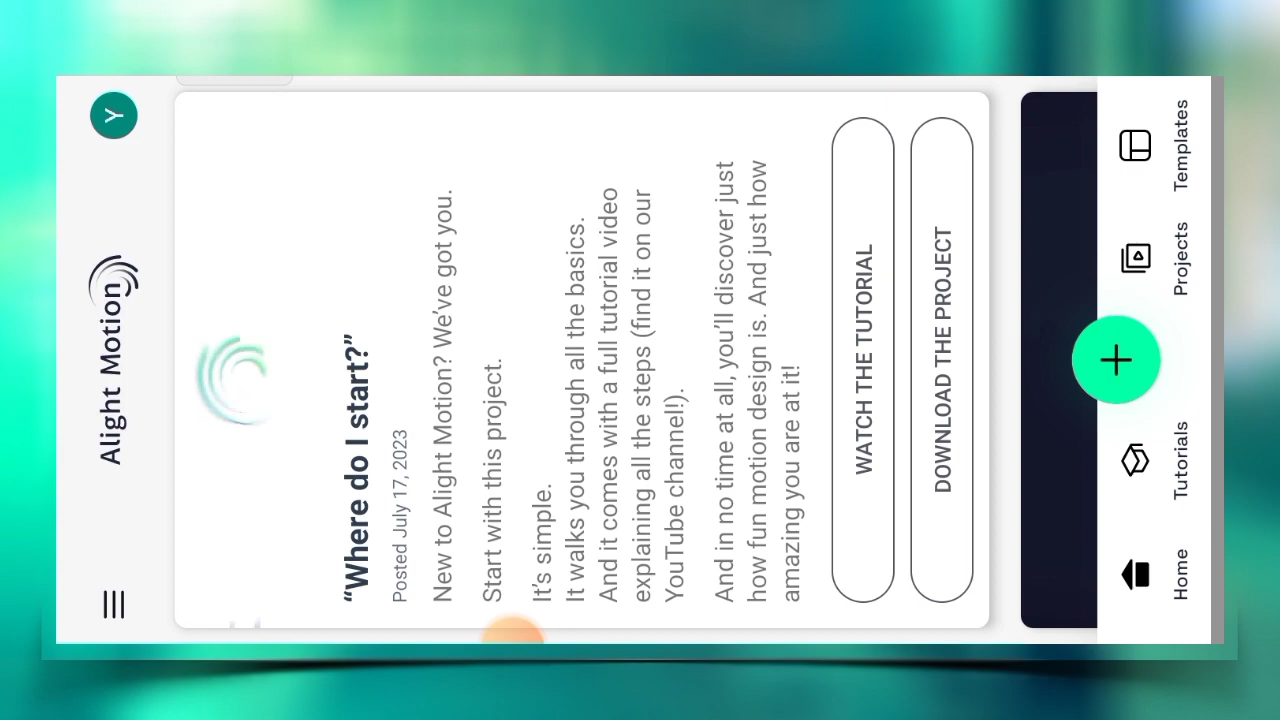 Alight Motion
Y
“Where do I start?”
Posted July 17, 2023
New to Alight Motion? We’ve got you.
Start with this project.
It’s simple.
It walks you through all the basics.
And it comes with a full tutorial video
explaining all the steps (find it on our
YouTube channel!).
And in no time at all, you’ll discover just
how fun motion design is. And just how
amazing you are at it!
WATCH THE TUTORIAL
DOWNLOAD THE PROJECT
Home
Tutorials
Projects
Templates